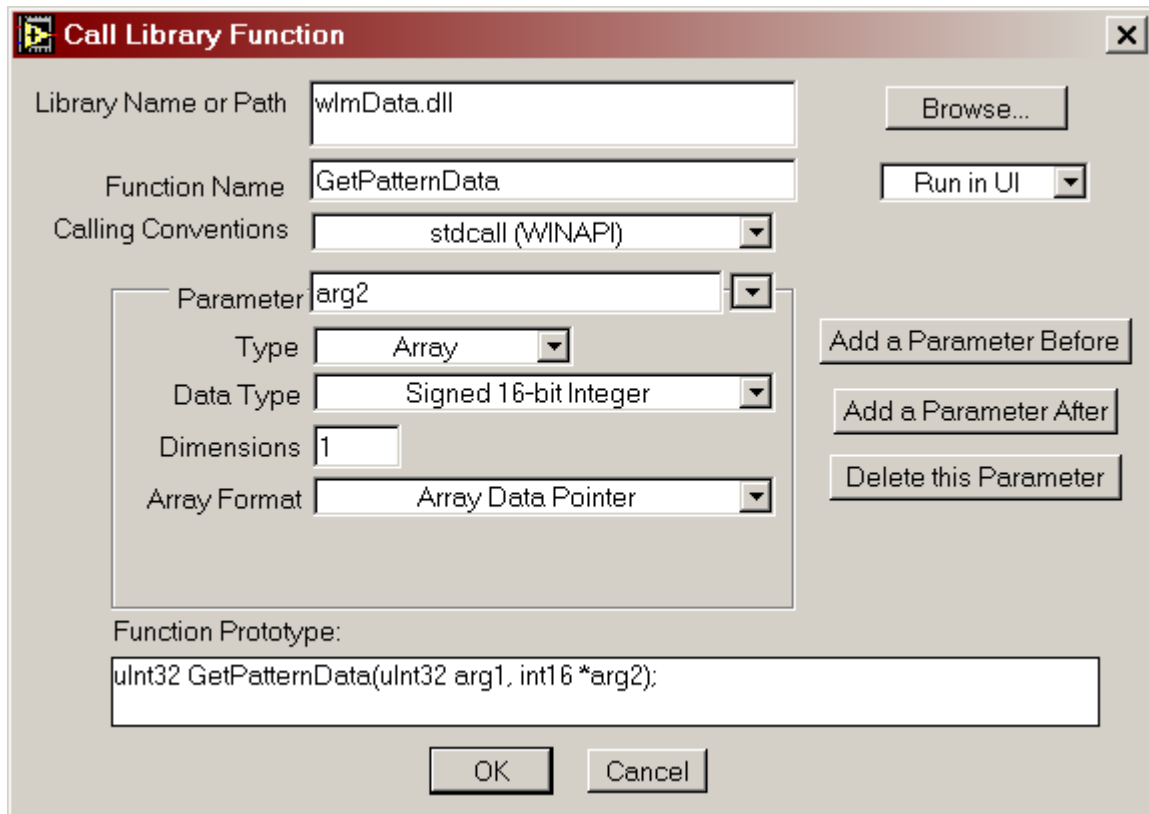 Call Library Function
Library Name or Path wlmData.dll Browse...
Function Name GetPatternData Run in UI
Calling Conventions stdcall (WINAPI)
Parameter arg2
Type Array Add a Parameter Before
Data Type Signed 16-bit Integer
Dimensions 1 Add a Parameter After
Array Format Array Data Pointer Delete this Parameter
Function Prototype:
uInt32 GetPatternData(uInt32 arg1, int16 *arg2);
OK Cancel